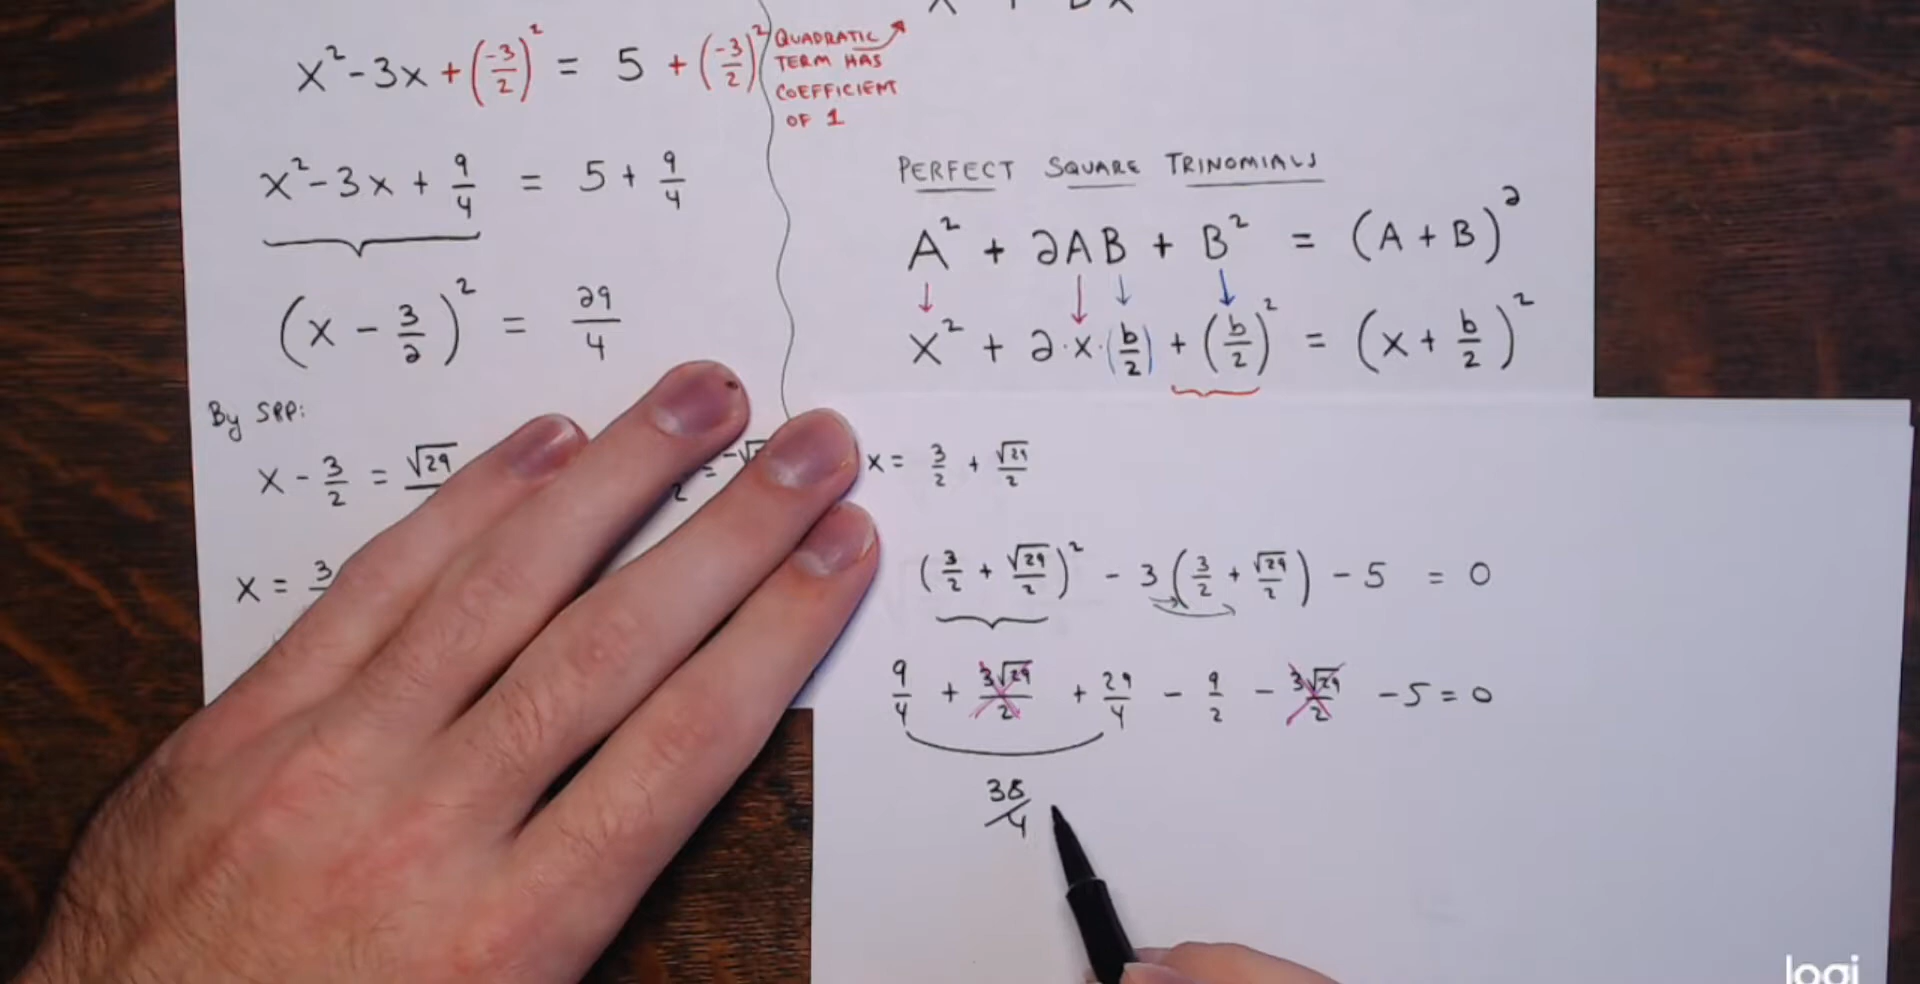 x² - 3x + (-3/2)² = 5 + (-3/2)²
x² - 3x + 9/4 = 5 + 9/4
(x - 3/2)² = 29/4
By SRP:
x - 3/2 = √29
2 = -√
x = 3
QUADRATIC
TERM HAS
COEFFICIENT
OF 1
PERFECT SQUARE TRINOMIALS
A² + 2AB + B² = (A + B)²
x² + 2·x·(b/2) + (b/2)² = (x + b/2)²
x = 3/2 + √29/2
(3/2 + √29/2)² - 3(3/2 + √29/2) - 5 = 0
9/4 + 3√29/2 + 29/4 - 9/2 - 3√29/2 - 5 = 0
38/4
logi